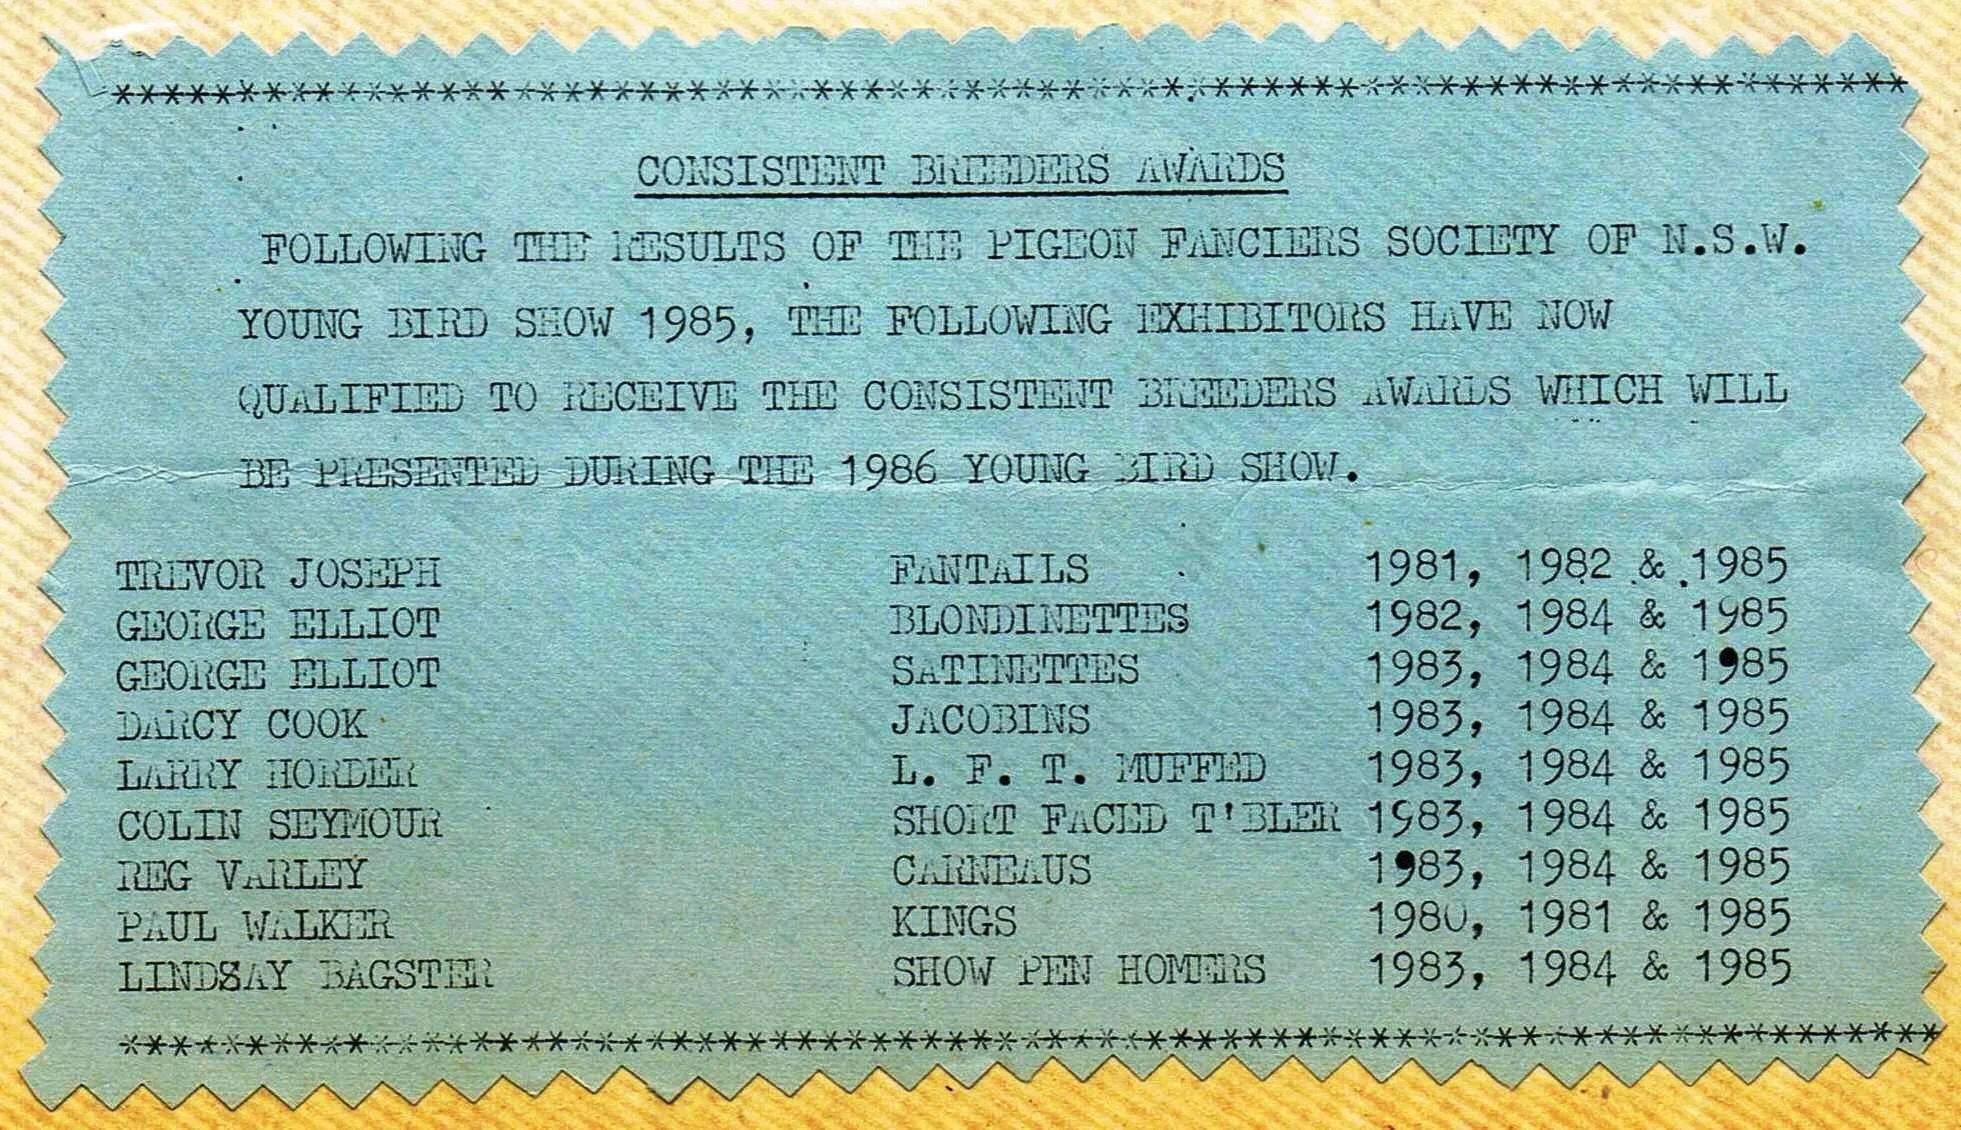 ************************************************************************
CONSISTENT BREEDERS AWARDS
FOLLOWING THE RESULTS OF THE PIGEON FANCIERS SOCIETY OF N.S.W.
YOUNG BIRD SHOW 1985, THE FOLLOWING EXHIBITORS HAVE NOW
QUALIFIED TO RECEIVE THE CONSISTENT BREEDERS AWARDS WHICH WILL
BE PRESENTED DURING THE 1986 YOUNG BIRD SHOW.
TREVOR JOSEPH FANTAILS 1981, 1982 & 1985
GEORGE ELLIOT BLONDINETTES 1982, 1984 & 1985
GEORGE ELLIOT SATINETTES 1983, 1984 & 1985
DARCY COOK JACOBINS 1983, 1984 & 1985
LARRY HORDER L. F. T. MUFFED 1983, 1984 & 1985
COLIN SEYMOUR SHORT FACED T'BLER 1983, 1984 & 1985
REG VARLEY CARNEAUS 1983, 1984 & 1985
PAUL WALKER KINGS 1980, 1981 & 1985
LINDSAY BAGSTER SHOW PEN HOMERS 1983, 1984 & 1985
*************************************************************************